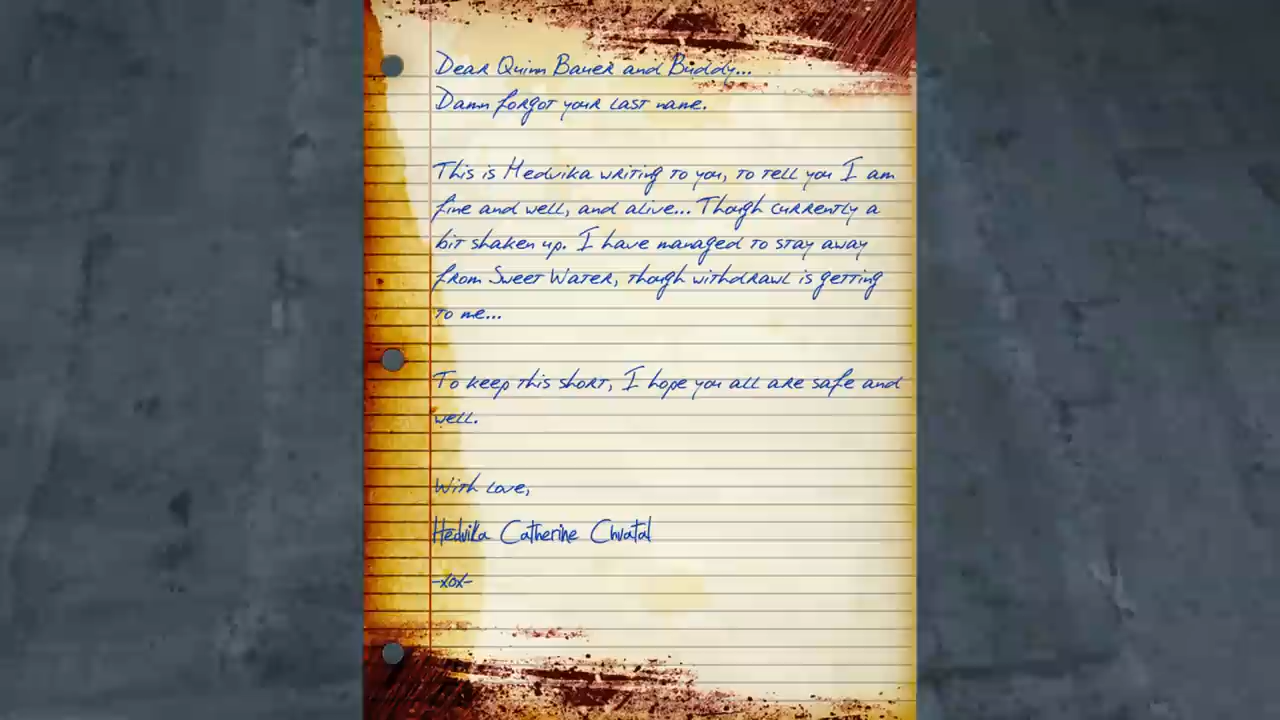 Dear Quinn Bauer and Buddy...
Damn forgot your last name.
This is Hedvika writing to you, to tell you I am
fine and well, and alive... Though currently a
bit shaken up. I have managed to stay away
from Sweet Water, though withdrawl is getting
to me...
To keep this short, I hope you all are safe and
well.
With love,
Hedvika Catherine Chvatal
-xox-